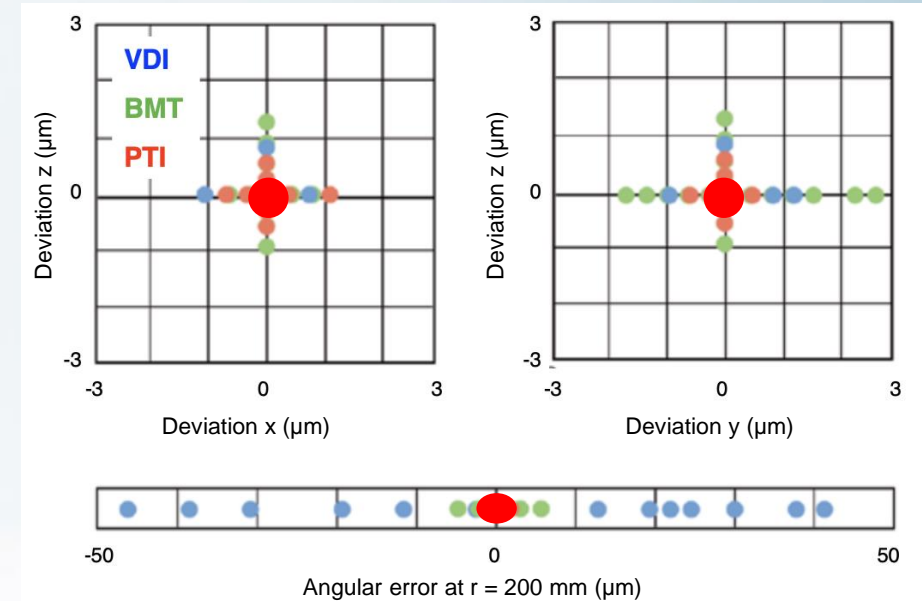 3
VDI
BMT
PTI
0
-3
-3
0
3
Deviation z (µm)
Deviation x (µm)
3
0
-3
-3
0
3
Deviation z (µm)
Deviation y (µm)
-50
0
50
Angular error at r = 200 mm (µm)